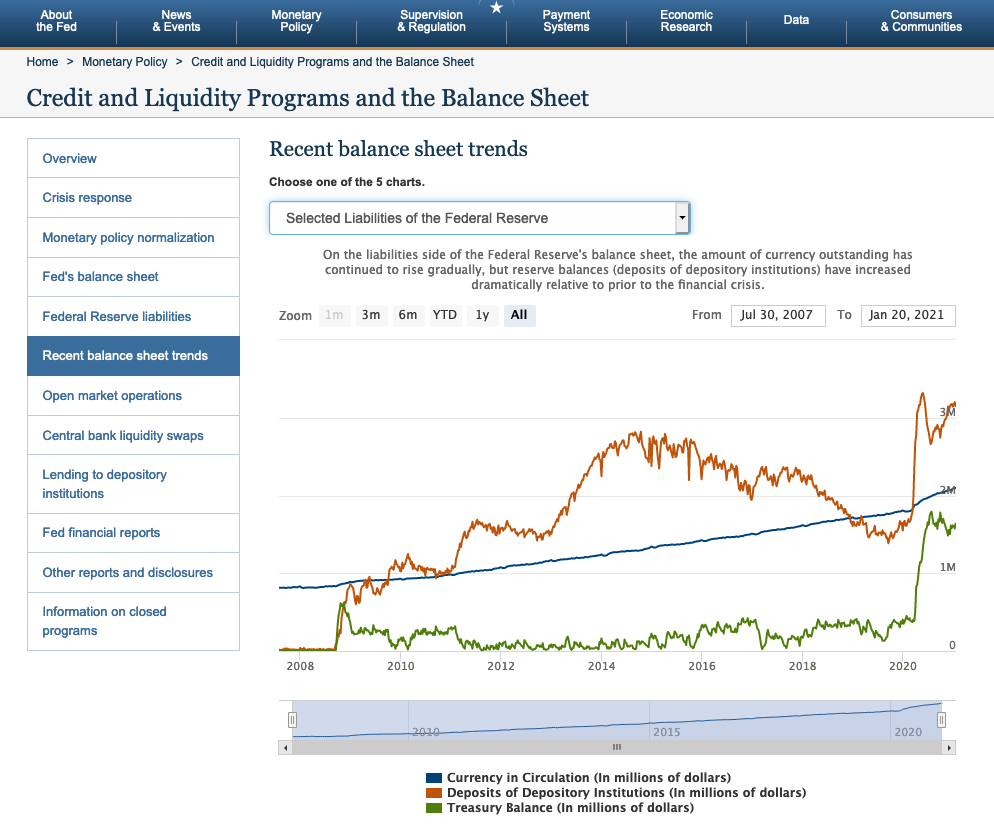 About
the Fed
News
& Events
Monetary
Policy
Supervision
& Regulation
Payment
Systems
Economic
Research
Data
Consumers
& Communities
Home > Monetary Policy > Credit and Liquidity Programs and the Balance Sheet
Credit and Liquidity Programs and the Balance Sheet
Overview
Crisis response
Monetary policy normalization
Fed's balance sheet
Federal Reserve liabilities
Recent balance sheet trends
Open market operations
Central bank liquidity swaps
Lending to depository
institutions
Fed financial reports
Other reports and disclosures
Information on closed
programs
Recent balance sheet trends
Choose one of the 5 charts.
Selected Liabilities of the Federal Reserve
On the liabilities side of the Federal Reserve's balance sheet, the amount of currency outstanding has
continued to rise gradually, but reserve balances (deposits of depository institutions) have increased
dramatically relative to prior to the financial crisis.
Zoom 1m 3m 6m YTD 1y All From Jul 30, 2007 To Jan 20, 2021
3M
2M
1M
0
2008 2010 2012 2014 2016 2018 2020
2010 2015 2020
Currency in Circulation (In millions of dollars)
Deposits of Depository Institutions (In millions of dollars)
Treasury Balance (In millions of dollars)